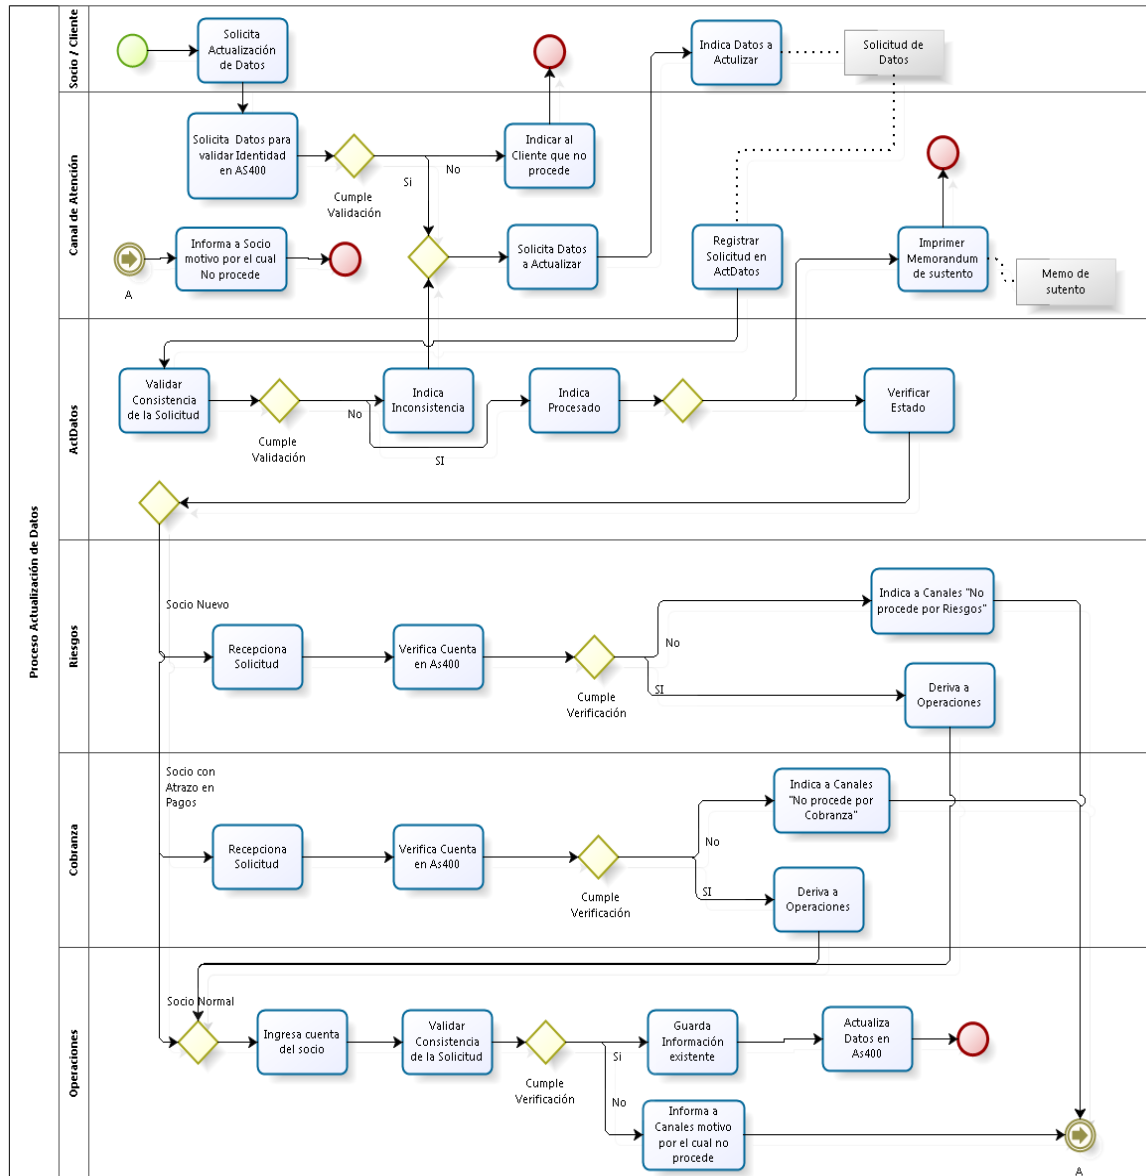 Proceso Actualización de Datos
Socio / Cliente
Solicita
Actualización
de Datos
Indica Datos a
Actulizar
Solicitud de
Datos
Canal de Atención
Solicita Datos para
validar Identidad
en AS400
Cumple
Validación
No
Si
Indicar al
Cliente que no
procede
A
Informa a Socio
motivo por el cual
No procede
Solicita Datos
a Actualizar
Registrar
Solicitud en
ActDatos
Imprimer
Memorandum
de sustento
Memo de
sutento
ActDatos
Validar
Consistencia
de la Solicitud
Cumple
Validación
No
SI
Indica
Inconsistencia
Indica
Procesado
Verificar
Estado
Riesgos
Socio Nuevo
Recepciona
Solicitud
Verifica Cuenta
en As400
Cumple
Verificación
No
SI
Indica a Canales "No
procede por Riesgos"
Deriva a
Operaciones
Cobranza
Socio con
Atrazo en
Pagos
Recepciona
Solicitud
Verifica Cuenta
en As400
Cumple
Verificación
No
SI
Indica a Canales
"No procede por
Cobranza"
Deriva a
Operaciones
Operaciones
Socio Normal
Ingresa cuenta
del socio
Validar
Consistencia
de la Solicitud
Cumple
Verificación
Si
No
Guarda
Información
existente
Actualiza
Datos en
As400
Informa a
Canales motivo
por el cual no
procede
A